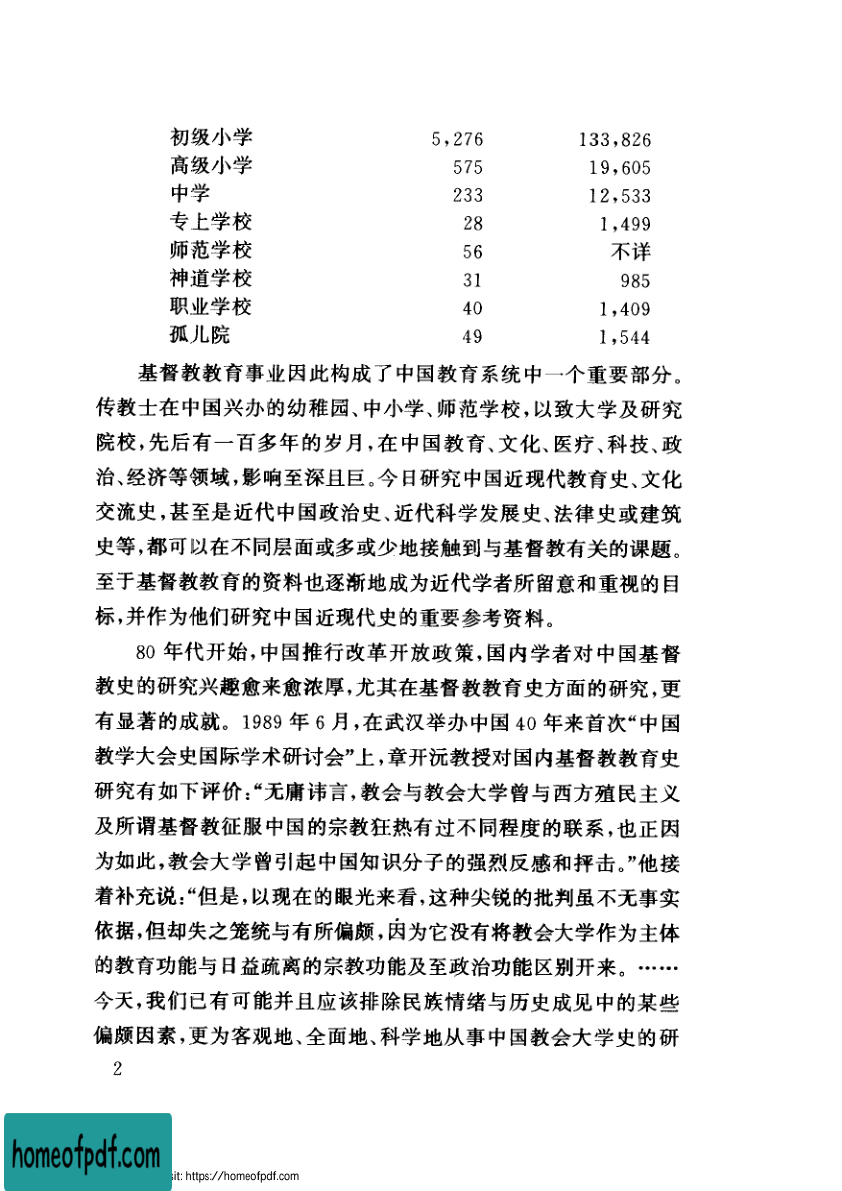 初级小学 5,276 133,826
高级小学 575 19,605
中学 233 12,533
专上学校 28 1,499
师范学校 56 不详
神道学校 31 985
职业学校 40 1,409
孤儿院 49 1,544
基督教教育事业因此构成了中国教育系统中一个重要部分。
传教士在中国兴办的幼稚园、中小学、师范学校,以致大学及研究
院校,先后有一百多年的岁月,在中国教育、文化、医疗、科技、政
治、经济等领域,影响至深且巨。今日研究中国近现代教育史、文化
交流史,甚至是近代中国政治史、近代科学发展史、法律史或建筑
史等,都可以在不同层面或多或少地接触到与基督教有关的课题。
至于基督教教育的资料也逐渐地成为近代学者所留意和重视的目
标,并作为他们研究中国近现代史的重要参考资料。
80 年代开始,中国推行改革开放政策,国内学者对中国基督
教史的研究兴趣愈来愈浓厚,尤其在基督教教育史方面的研究,更
有显著的成就。1989 年 6 月,在武汉举办中国 40 年来首次“中国
教学大会史国际学术研讨会”上,章开沅教授对国内基督教教育史
研究有如下评价:“无庸讳言,教会与教会大学曾与西方殖民主义
及所谓基督教征服中国的宗教狂热有过不同程度的联系,也正因
为如此,教会大学曾引起中国知识分子的强烈反感和抨击。”他接
着补充说:“但是,以现在的眼光来看,这种尖锐的批判虽不无事实
依据,但却失之笼统与有所偏颇,因为它没有将教会大学作为主体
的教育功能与日益疏离的宗教功能及至政治功能区别开来。……
今天,我们已有可能并且应该排除民族情绪与历史成见中的某些
偏颇因素,更为客观地、全面地、科学地从事中国教会大学史的研
2
homeofpdf.com
sit: https://homeofpdf.com